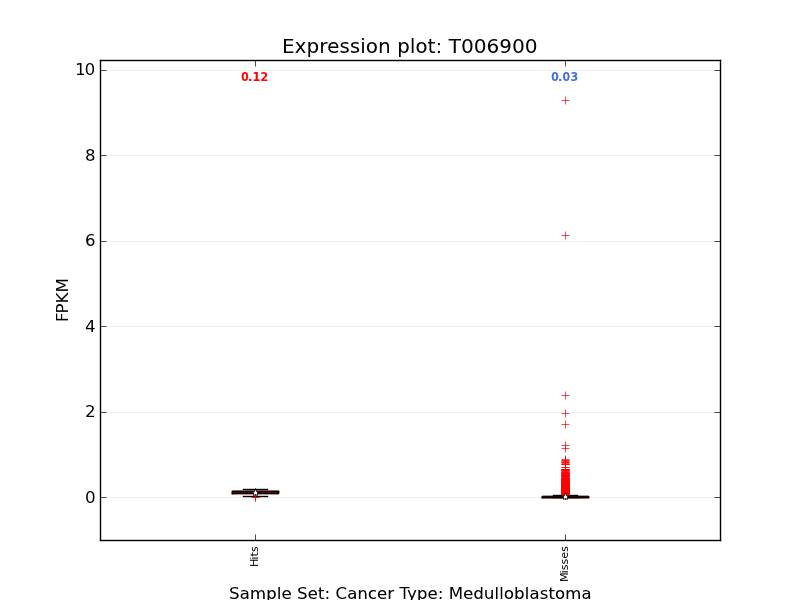 Expression plot: T006900
10
0.12
0.03
8
6
FPKM
4
2
0
Hits
Misses
Sample Set: Cancer Type: Medulloblastoma